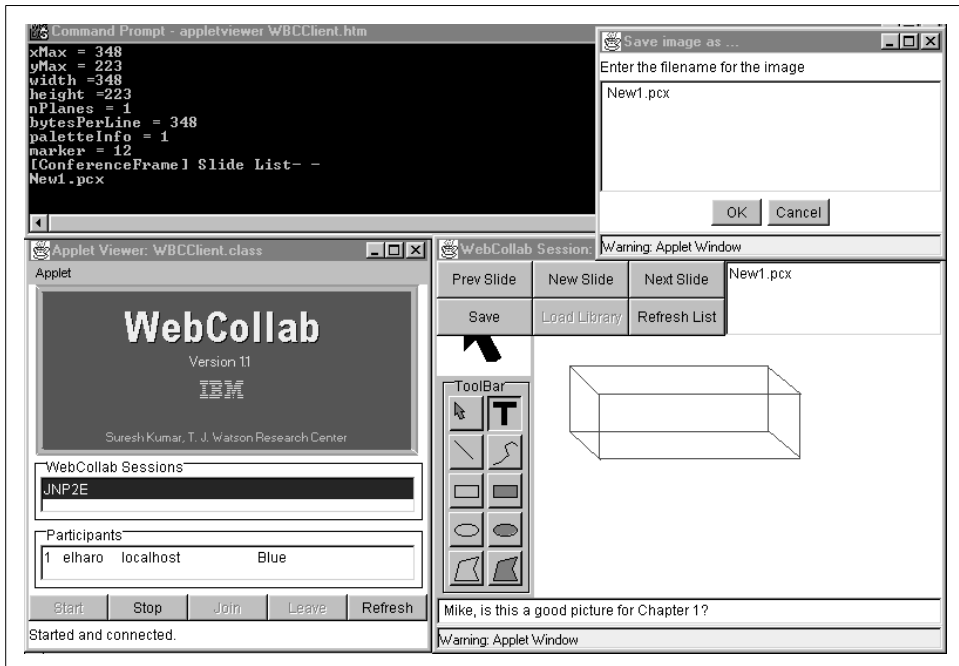 Command Prompt - appletviewer WBCClient.htm
xMax = 348
yMax = 223
width =348
height =223
nPlanes = 1
bytesPerLine = 348
paletteInfo = 1
marker = 12
[ConferenceFrame] Slide List- -
New1.pcx
Save image as ...
Enter the filename for the image
New1.pcx
OK Cancel
Warning: Applet Window
Applet Viewer: WBCClient.class
Applet
WebCollab
Version 1.1
IBM
Suresh Kumar, T. J. Watson Research Center
WebCollab Sessions
JNP2E
Participants
1 elharo localhost Blue
Start Stop Join Leave Refresh
Started and connected.
WebCollab Session:
Prev Slide New Slide Next Slide
New1.pcx
Save Load Library Refresh List
ToolBar
T
Mike, is this a good picture for Chapter 1?
Warning: Applet Window